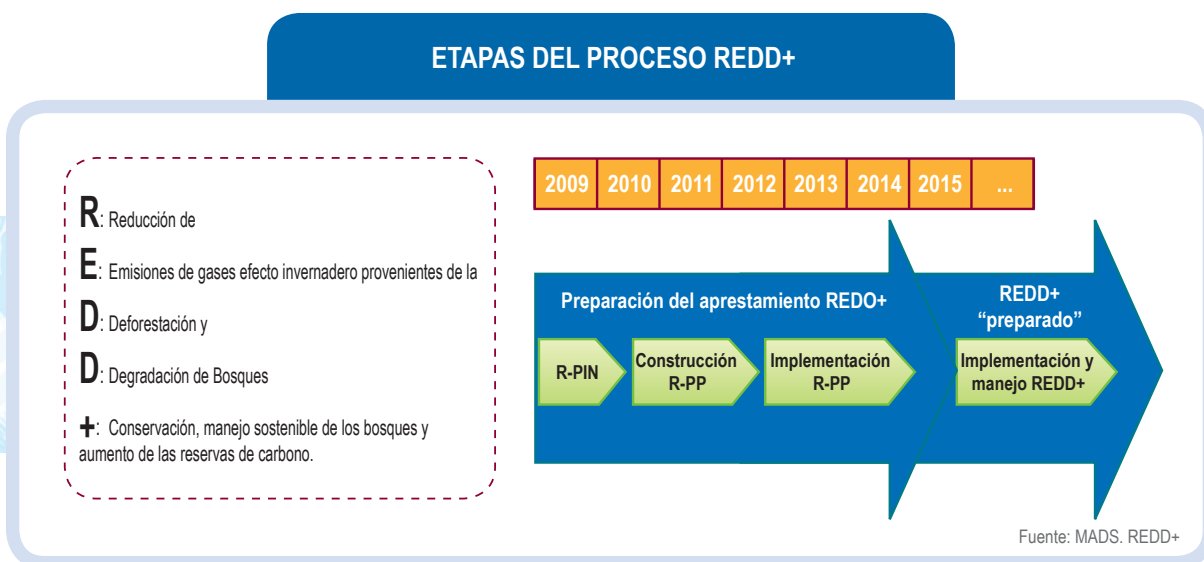 ETAPAS DEL PROCESO REDD+
R: Reducción de
E: Emisiones de gases efecto invernadero provenientes de la
D: Deforestación y
D: Degradación de Bosques
+: Conservación, manejo sostenible de los bosques y
aumento de las reservas de carbono.
2009 2010 2011 2012 2013 2014 2015 ...
Preparación del aprestamiento REDO+
R-PIN
Construcción
R-PP
Implementación
R-PP
REDD+
“preparado”
Implementación y
manejo REDD+
Fuente: MADS. REDD+